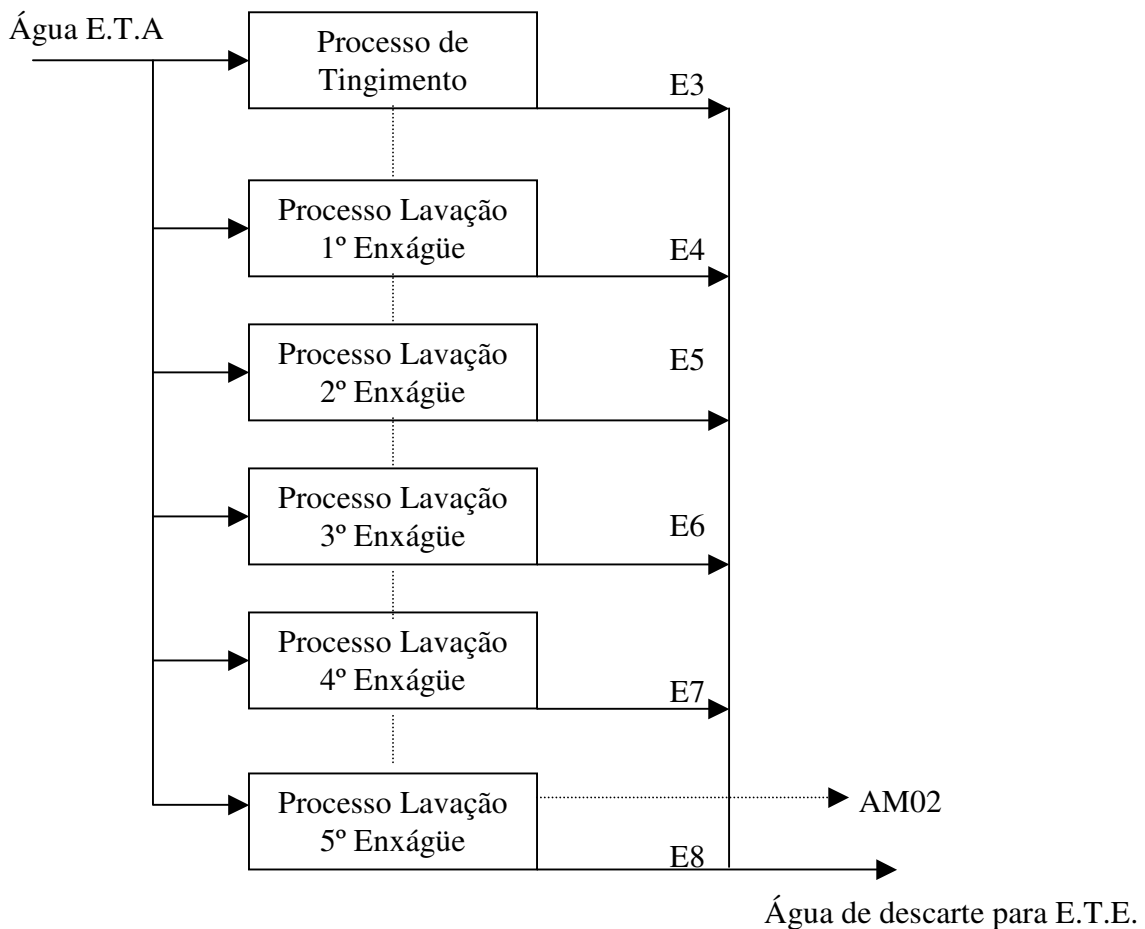 Água E.T.A
Processo de
Tingimento
E3
Processo Lavação
1º Enxágüe
E4
Processo Lavação
2º Enxágüe
E5
Processo Lavação
3º Enxágüe
E6
Processo Lavação
4º Enxágüe
E7
Processo Lavação
5º Enxágüe
AM02
E8
Água de descarte para E.T.E.